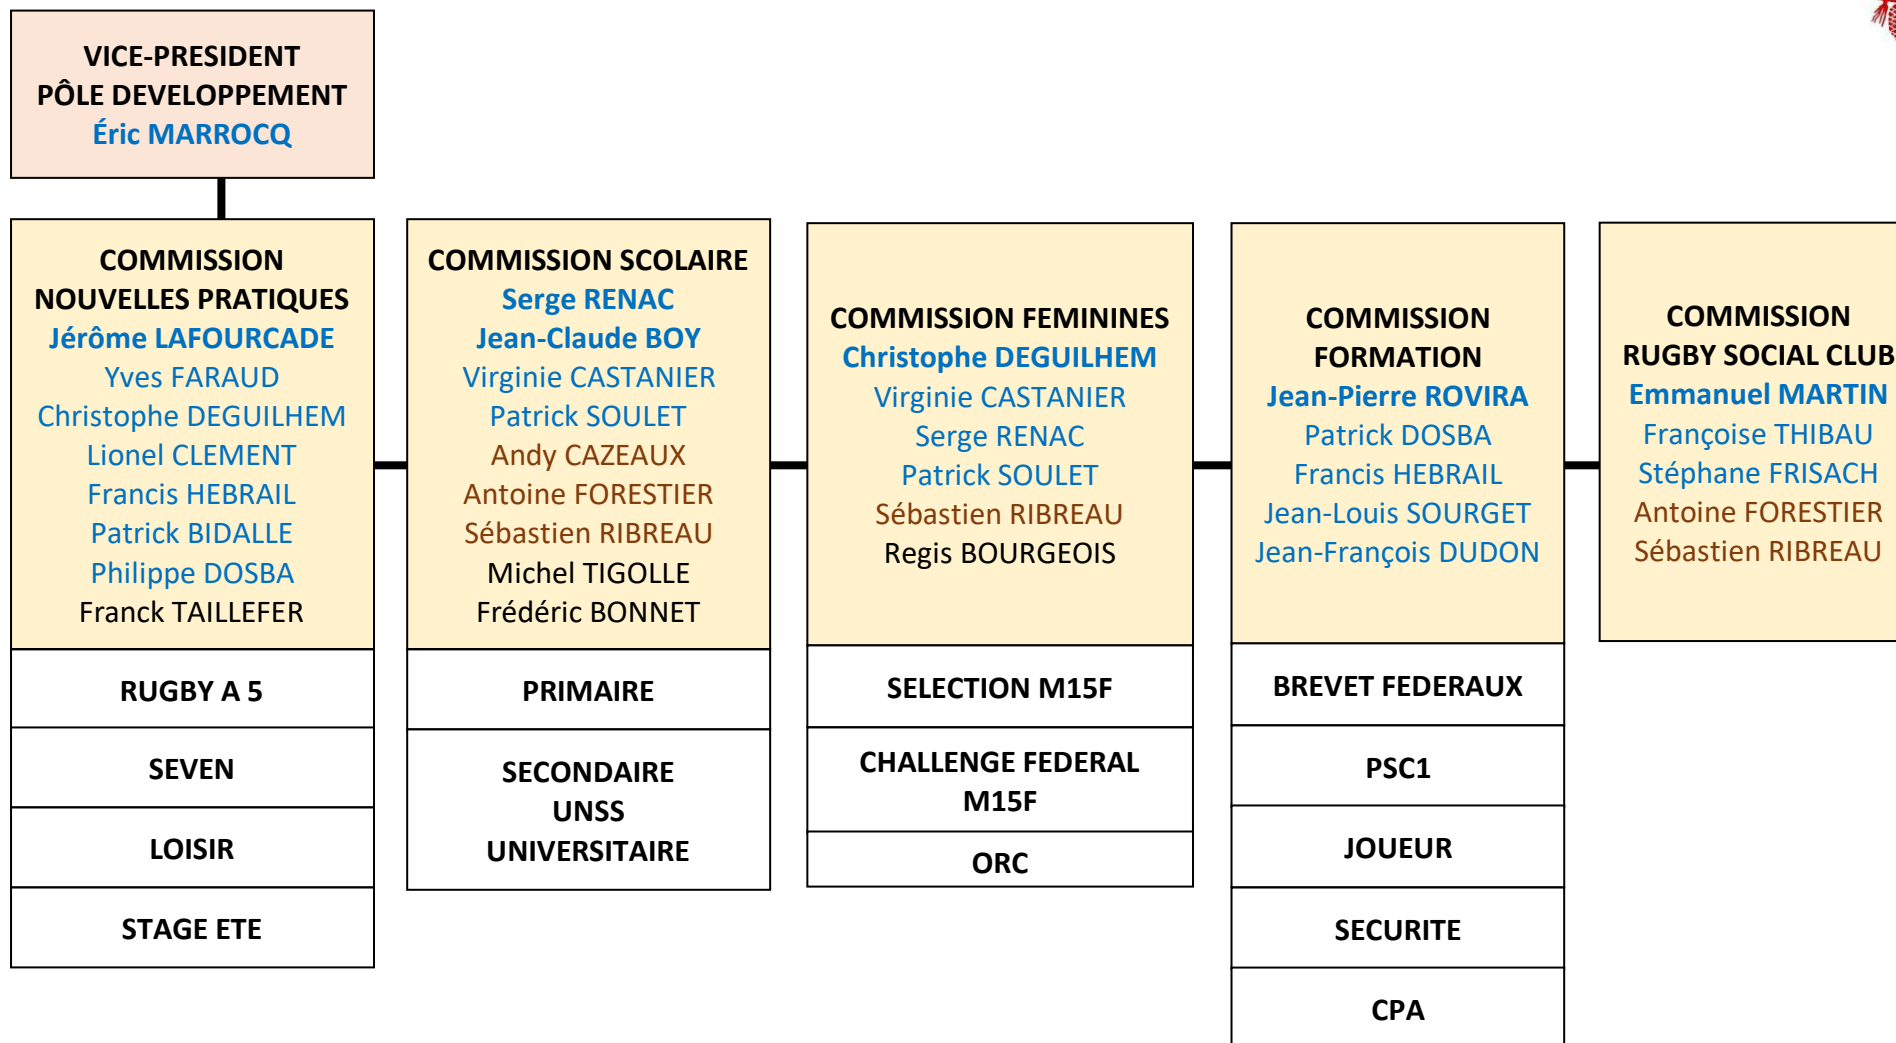 VICE-PRESIDENT
PÔLE DEVELOPPEMENT
Éric MARROCQ
COMMISSION
NOUVELLES PRATIQUES
Jérôme LAFOURCADE
Yves FARAUD
Christophe DEGUILHEM
Lionel CLEMENT
Francis HEBRAIL
Patrick BIDALLE
Philippe DOSBA
Franck TAILLEFER
RUGBY A 5
SEVEN
LOISIR
STAGE ETE
COMMISSION SCOLAIRE
Serge RENAC
Jean-Claude BOY
Virginie CASTANIER
Patrick SOULET
Andy CAZEAUX
Antoine FORESTIER
Sébastien RIBREAU
Michel TIGOLLE
Frédéric BONNET
PRIMAIRE
SECONDAIRE
UNSS
UNIVERSITAIRE
COMMISSION FEMININES
Christophe DEGUILHEM
Virginie CASTANIER
Serge RENAC
Patrick SOULET
Sébastien RIBREAU
Regis BOURGEOIS
SELECTION M15F
CHALLENGE FEDERAL
M15F
ORC
COMMISSION
FORMATION
Jean-Pierre ROVIRA
Patrick DOSBA
Francis HEBRAIL
Jean-Louis SOURGET
Jean-François DUDON
BREVET FEDERAUX
PSC1
JOUEUR
SECURITE
CPA
COMMISSION
RUGBY SOCIAL CLUB
Emmanuel MARTIN
Françoise THIBAU
Stéphane FRISACH
Antoine FORESTIER
Sébastien RIBREAU